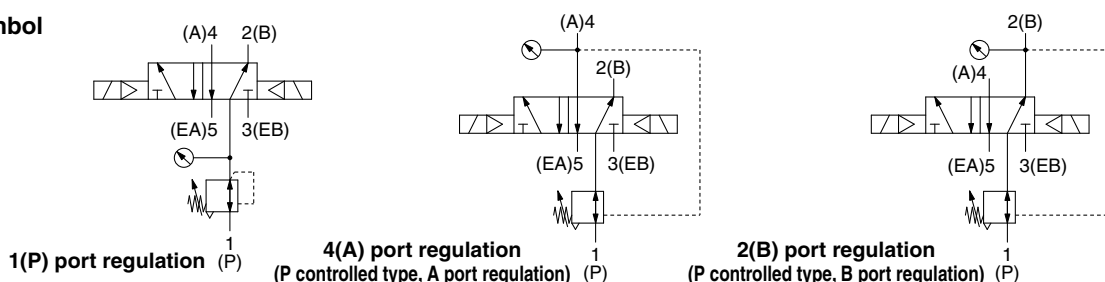 nbol
(A)4 2(B)
(EA)5 3(EB)
1
(P)
1(P) port regulation
(A)4
2(B)
(EA)5 3(EB)
1
(P)
4(A) port regulation
(P controlled type, A port regulation)
2(B)
(A)4
(EA)5 3(EB)
1
(P)
2(B) port regulation
(P controlled type, B port regulation)